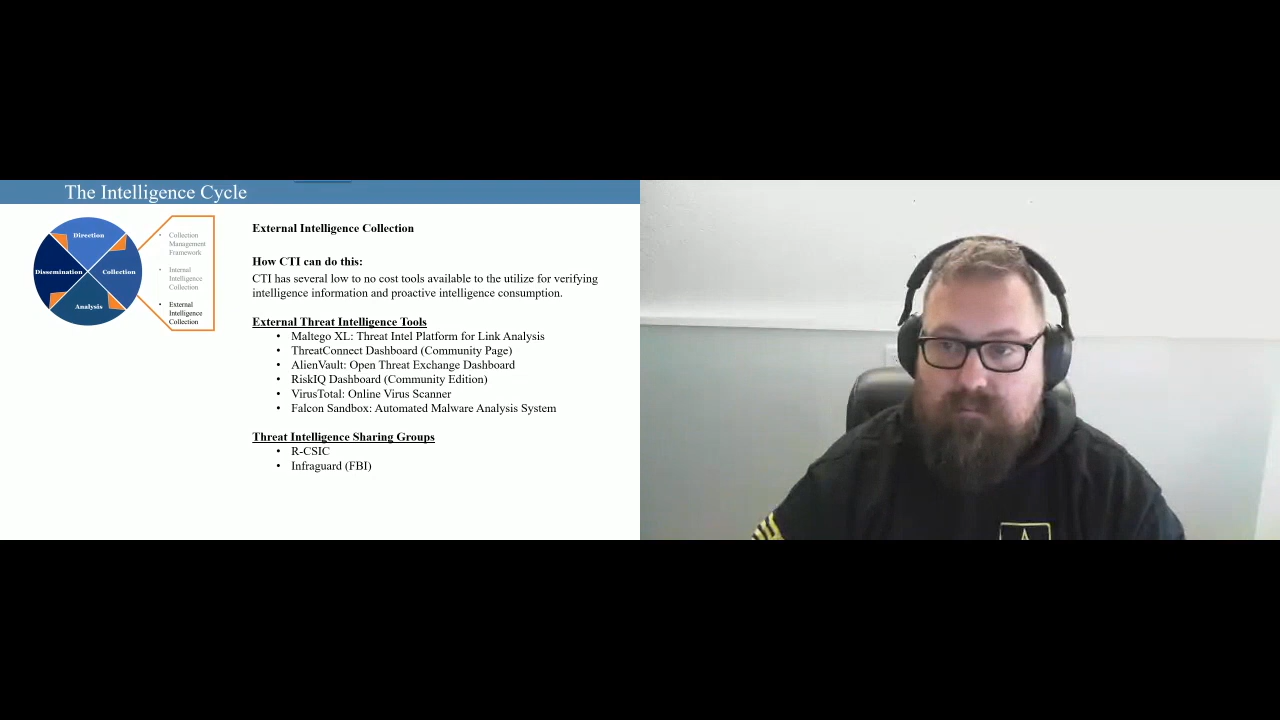 The Intelligence Cycle
Direction
Dissemination
Collection
Analysis
• Collection
Management
Framework
• Internal
Intelligence
Collection
• External
Intelligence
Collection
External Intelligence Collection
How CTI can do this:
CTI has several low to no cost tools available to the utilize for verifying
intelligence information and proactive intelligence consumption.
External Threat Intelligence Tools
• Maltego XL: Threat Intel Platform for Link Analysis
• ThreatConnect Dashboard (Community Page)
• AlienVault: Open Threat Exchange Dashboard
• RiskIQ Dashboard (Community Edition)
• VirusTotal: Online Virus Scanner
• Falcon Sandbox: Automated Malware Analysis System
Threat Intelligence Sharing Groups
• R-CSIC
• Infraguard (FBI)